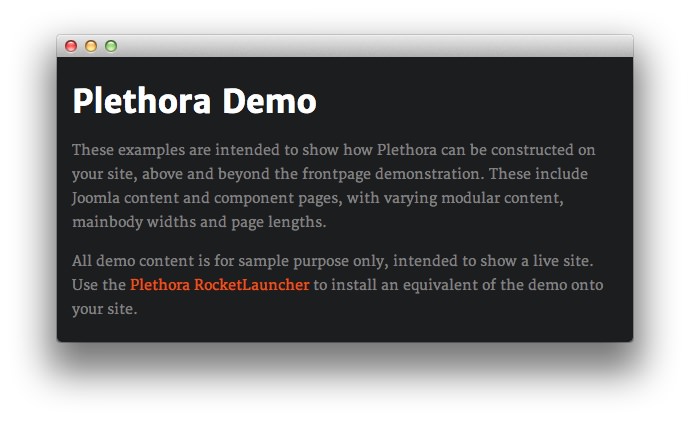 Plethora Demo
These examples are intended to show how Plethora can be constructed on
your site, above and beyond the frontpage demonstration. These include
Joomla content and component pages, with varying modular content,
mainbody widths and page lengths.
All demo content is for sample purpose only, intended to show a live site.
Use the Plethora RocketLauncher to install an equivalent of the demo onto
your site.